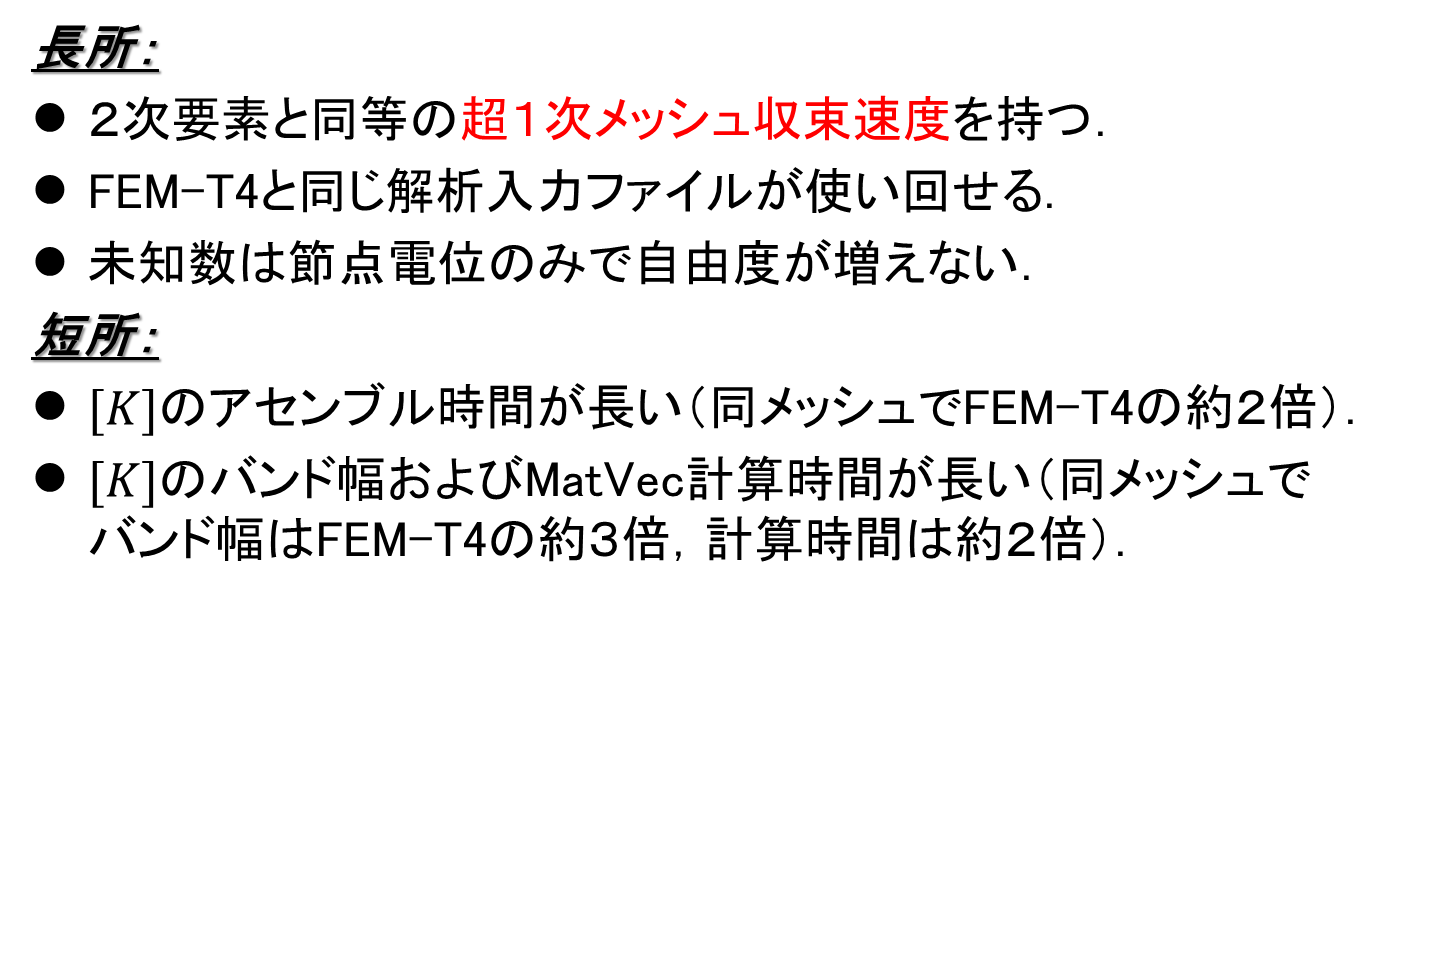 長所：
● ２次要素と同等の超１次メッシュ収束速度を持つ．
● FEM-T4と同じ解析入力ファイルが使い回せる．
● 未知数は節点電位のみで自由度が増えない．
短所：
● [K]のアセンブル時間が長い（同メッシュでFEM-T4の約２倍）．
● [K]のバンド幅およびMatVec計算時間が長い（同メッシュで
バンド幅はFEM-T4の約３倍，計算時間は約２倍）．